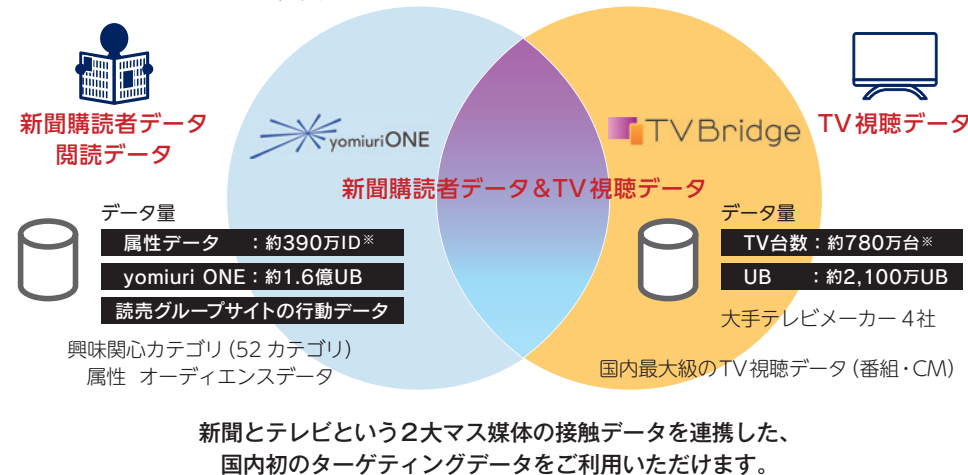 新聞購読者データ
閲読データ
yomiuri ONE
TVBridge
TV視聴データ
新聞購読者データ&TV視聴データ
データ量
属性データ　：約390万ID※
yomiuri ONE：約1.6億UB
読売グループサイトの行動データ
興味関心カテゴリ（52 カテゴリ）
属性　オーディエンスデータ
データ量
TV台数：約780万台※
UB　　：約2,100万UB
大手テレビメーカー 4社
国内最大級のTV視聴データ（番組・CM）
新聞とテレビという2大マス媒体の接触データを連携した、
国内初のターゲティングデータをご利用いただけます。